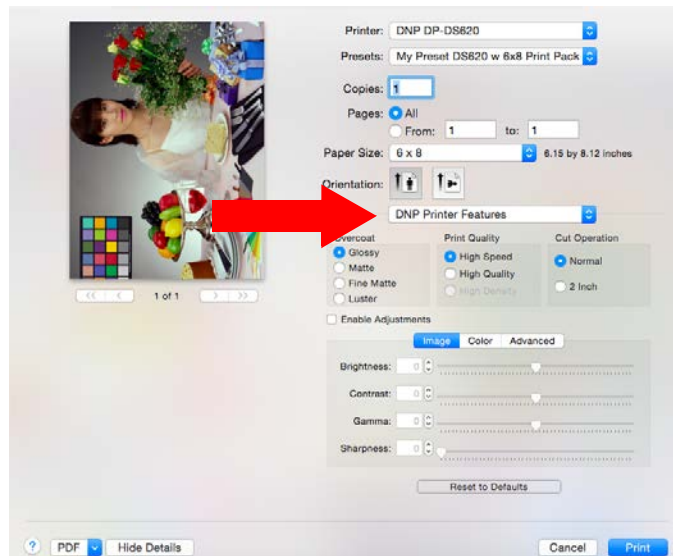 Printer: DNP DP-DS620
Presets: My Preset DS620 w 6x8 Print Pack
Copies: 1
Pages: All
From: 1 to: 1
Paper Size: 6 x 8 6.15 by 8.12 inches
Orientation:
DNP Printer Features
Overcoat Print Quality Cut Operation
Glossy High Speed Normal
Matte High Quality 2 Inch
Fine Matte High Density
Luster
<< < 1 of 1 > >>
Enable Adjustments
Image Color Advanced
Brightness: 0
Contrast: 0
Gamma: 0
Sharpness: 0
Reset to Defaults
? PDF Hide Details Cancel Print